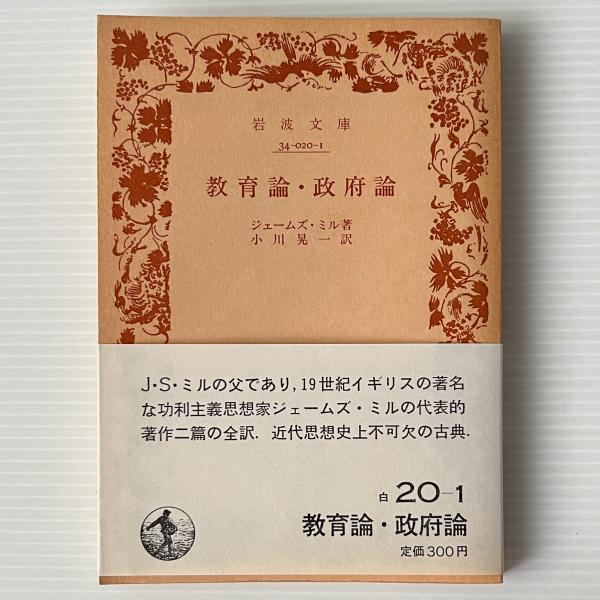 岩波文庫
34-020-1
教育論・政府論
ジェームズ・ミル著
小川晃一訳
J・S・ミルの父であり,19世紀イギリスの著名
な功利主義思想家ジェームズ・ミルの代表的
著作二篇の全訳．近代思想史上不可欠の古典．
白 20-1
教育論・政府論
定価300円